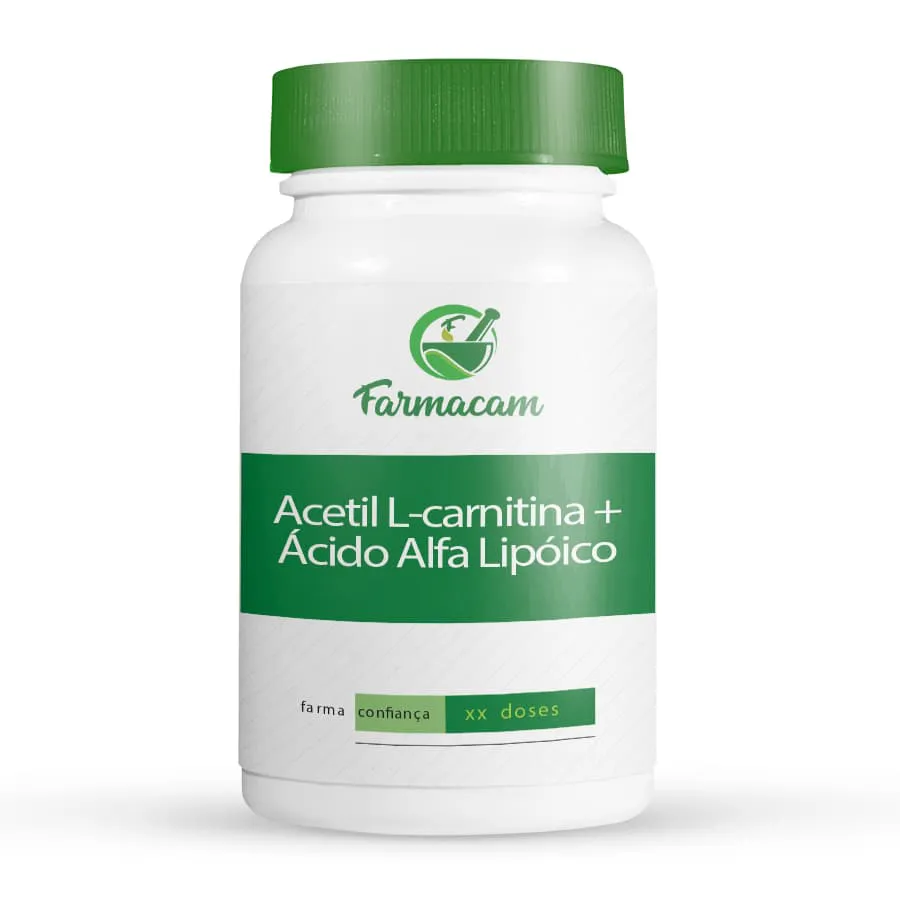 F
Farmacam
Acetil L-carnitina +
Ácido Alfa Lipóico
farma confiança xx doses